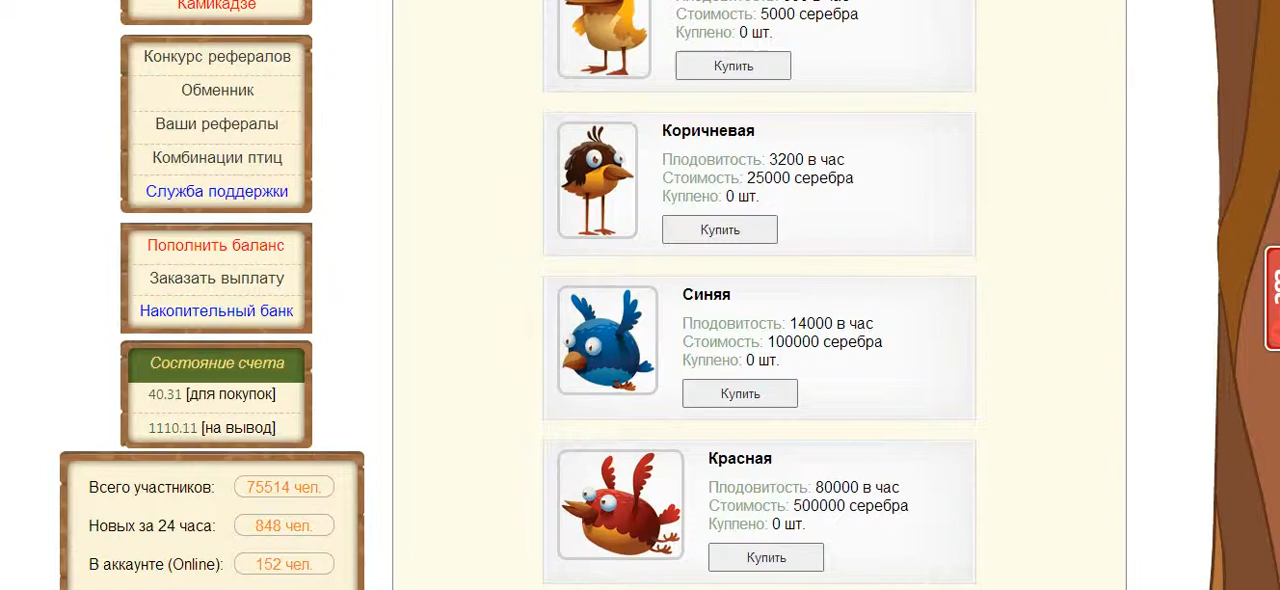 Камикадзе
Конкурс рефералов
Обменник
Ваши рефералы
Комбинации птиц
Служба поддержки
Пополнить баланс
Заказать выплату
Накопительный банк
Состояние счета
40.31 [для покупок]
1110.11 [на вывод]
Всего участников: 75514 чел.
Новых за 24 часа: 848 чел.
В аккаунте (Online): 152 чел.
Стоимость: 5000 серебра
Куплено: 0 шт.
Купить
Коричневая
Плодовитость: 3200 в час
Стоимость: 25000 серебра
Куплено: 0 шт.
Купить
Синяя
Плодовитость: 14000 в час
Стоимость: 100000 серебра
Куплено: 0 шт.
Купить
Красная
Плодовитость: 80000 в час
Стоимость: 500000 серебра
Куплено: 0 шт.
Купить